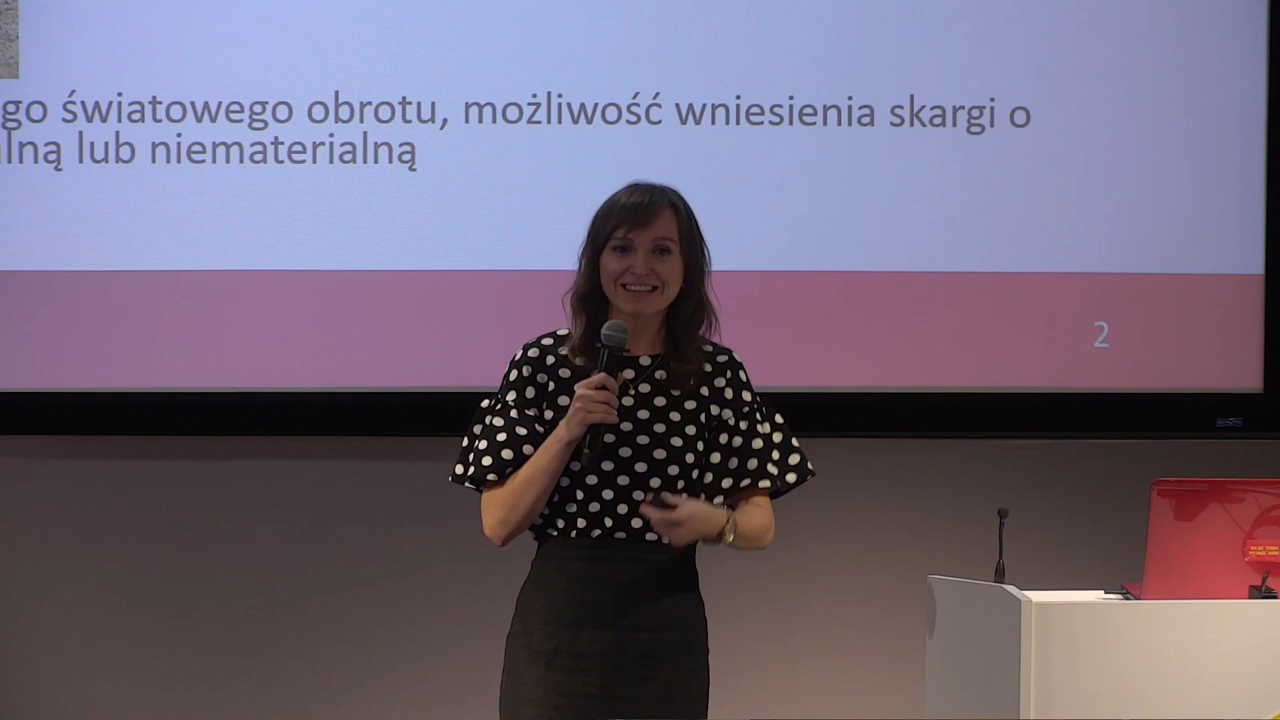 go światowego obrotu, możliwość wniesienia skargi o
lną lub niematerialną
2